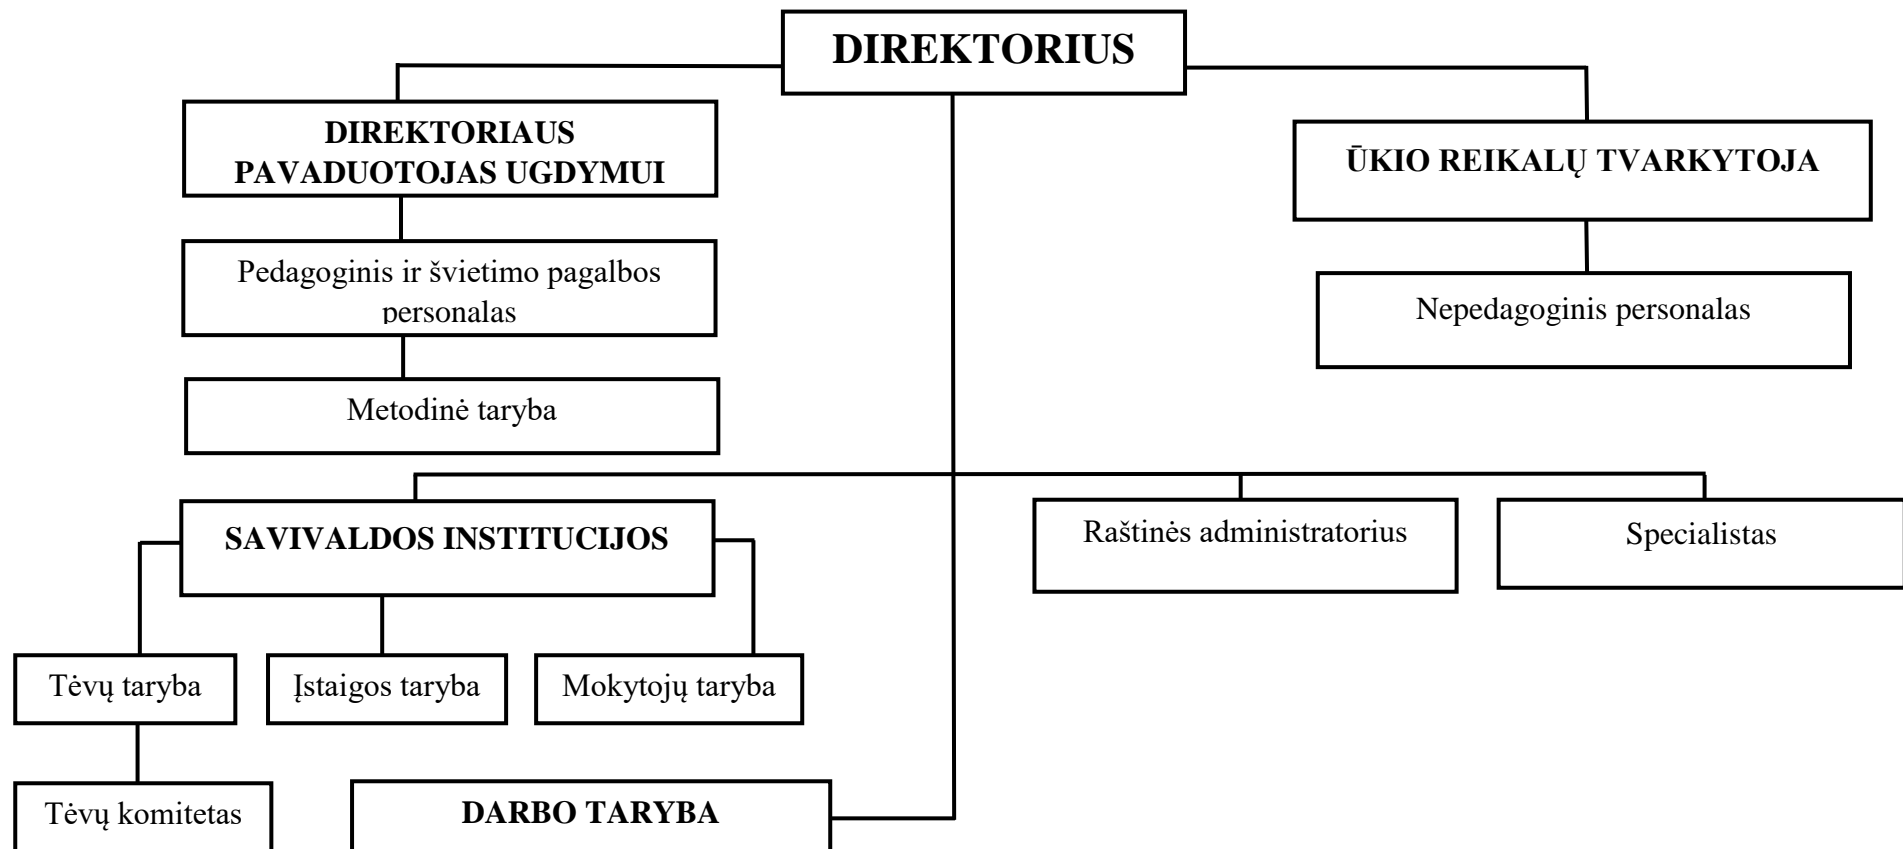 DIREKTORIUS
DIREKTORIAUS
PAVADUOTOJAS UGDYMUI
ŪKIO REIKALŲ TVARKYTOJA
Pedagoginis ir švietimo pagalbos
personalas
Nepedagoginis personalas
Metodinė taryba
SAVIVALDOS INSTITUCIJOS
Raštinės administratorius
Specialistas
Tėvų taryba
Įstaigos taryba
Mokytojų taryba
Tėvų komitetas
DARBO TARYBA